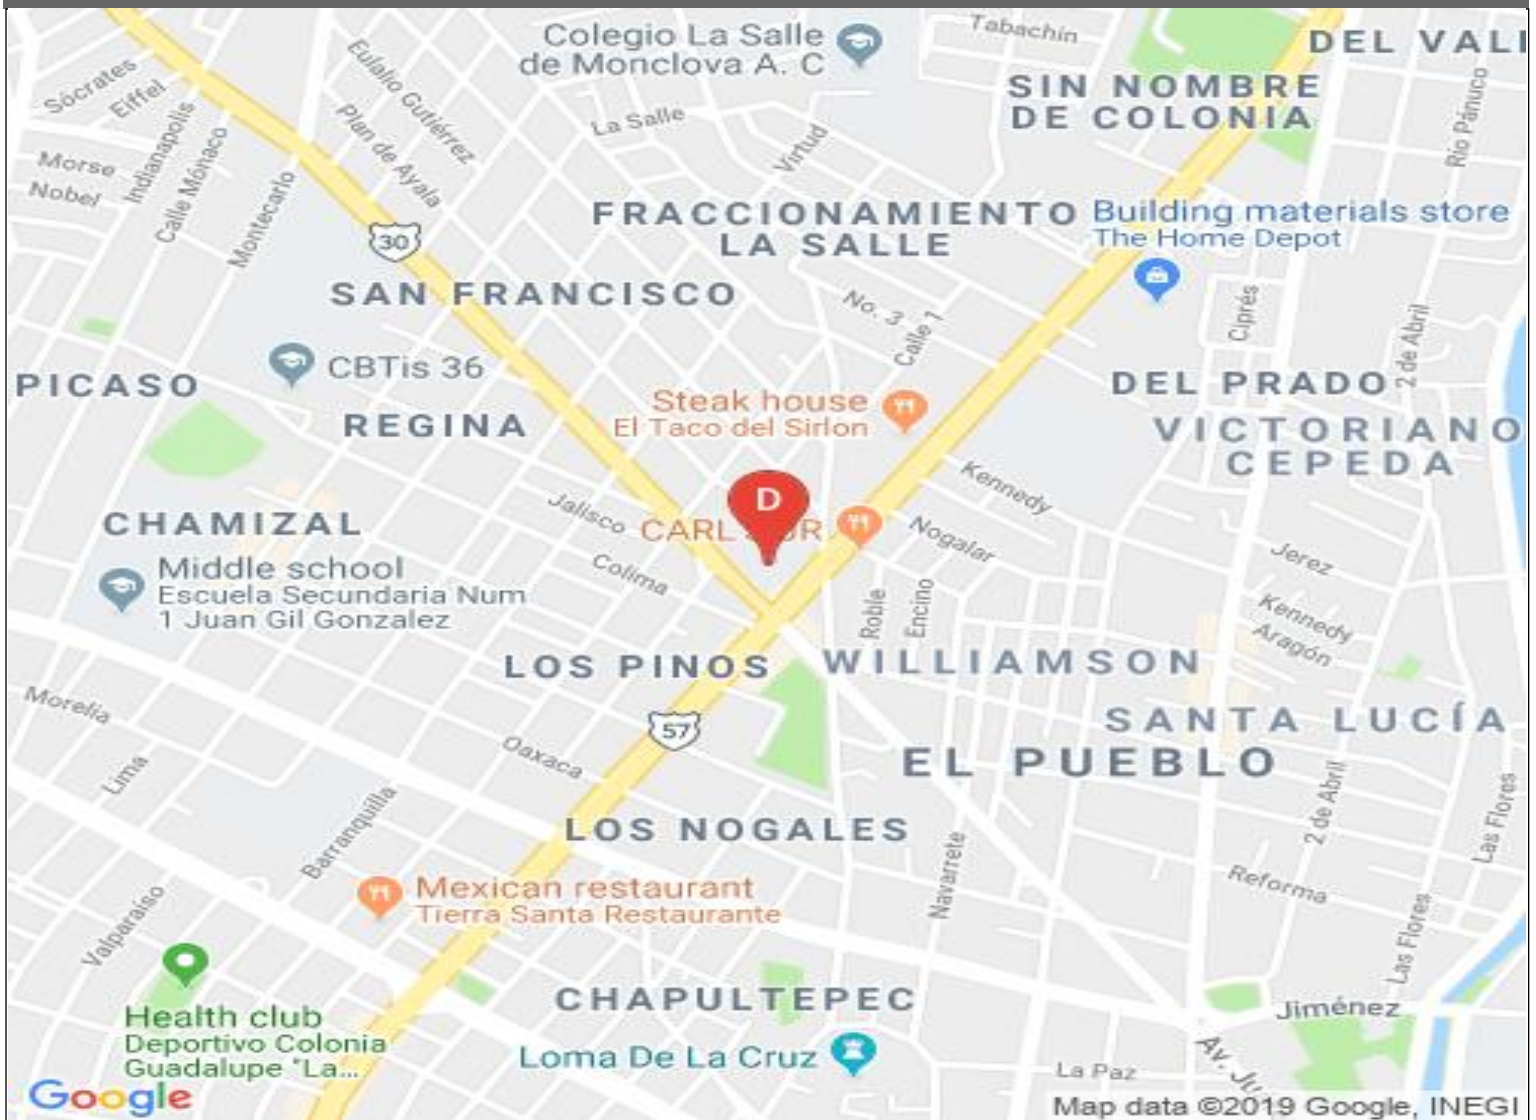 Colegio La Salle
de Monclova A. C
Tabachin
DEL VALI
Sócrates
Eiffel
Eulalio Gutiérrez
SIN NOMBRE
DE COLONIA
Río Pánuco
Indianapolis
Plan de Ayala
La Salle
Virtud
Morse
Nobel
Calle Mónaco
Montecarlo
FRACCIONAMIENTO
LA SALLE
Building materials store
The Home Depot
30
SAN FRANCISCO
No. 3
Calle 1
Ciprés
2 de Abril
CBTis 36
PICASO
DEL PRADO
Steak house
El Taco del Sirlon
REGINA
VICTORIANO
CEPEDA
Kennedy
D
Jalisco
CARL
CHAMIZAL
Nogalar
Middle school
Escuela Secundaria Num
1 Juan Gil Gonzalez
Colima
Jerez
Roble
Encino
Kennedy
Aragón
LOS PINOS
WILLIAMSON
Morelia
57
SANTA LUCÍA
Oaxaca
EL PUEBLO
Lima
2 de Abril
Las Flores
Barranquilla
LOS NOGALES
Navarrete
Reforma
Mexican restaurant
Tierra Santa Restaurante
Valparaíso
Las Flores
CHAPULTEPEC
Jiménez
Health club
Deportivo Colonia
Guadalupe "La...
Loma De La Cruz
La Paz
Av. Ju
Google
Map data ©2019 Google, INEGI